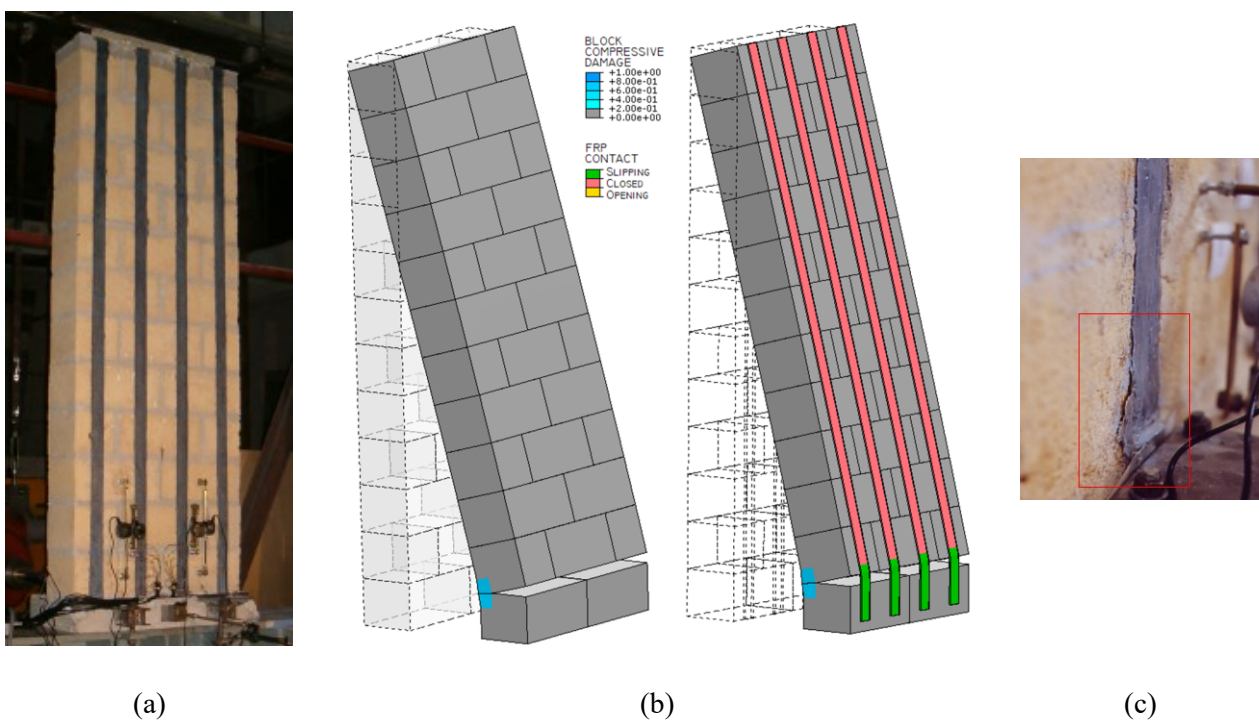 BLOCK
COMPRESSIVE
DAMAGE
+1.00e+00
+8.00e-01
+6.00e-01
+4.00e-01
+2.00e-01
+0.00e+00
FRP
CONTACT
SLIPPING
CLOSED
OPENING
(a)
(b)
(c)